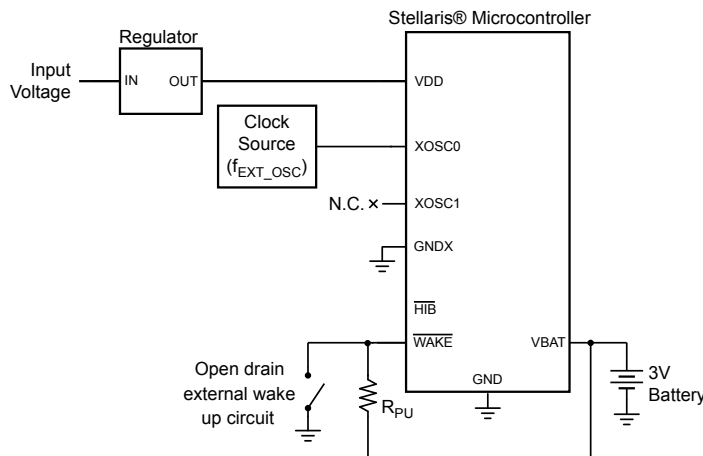 Stellaris® Microcontroller
Regulator
Input
Voltage
IN
OUT
VDD
Clock
Source
(fEXT_OSC)
XOSC0
N.C.
XOSC1
GNDX
HIB
WAKE
VBAT
Open drain
external wake
up circuit
RPU
GND
3V
Battery